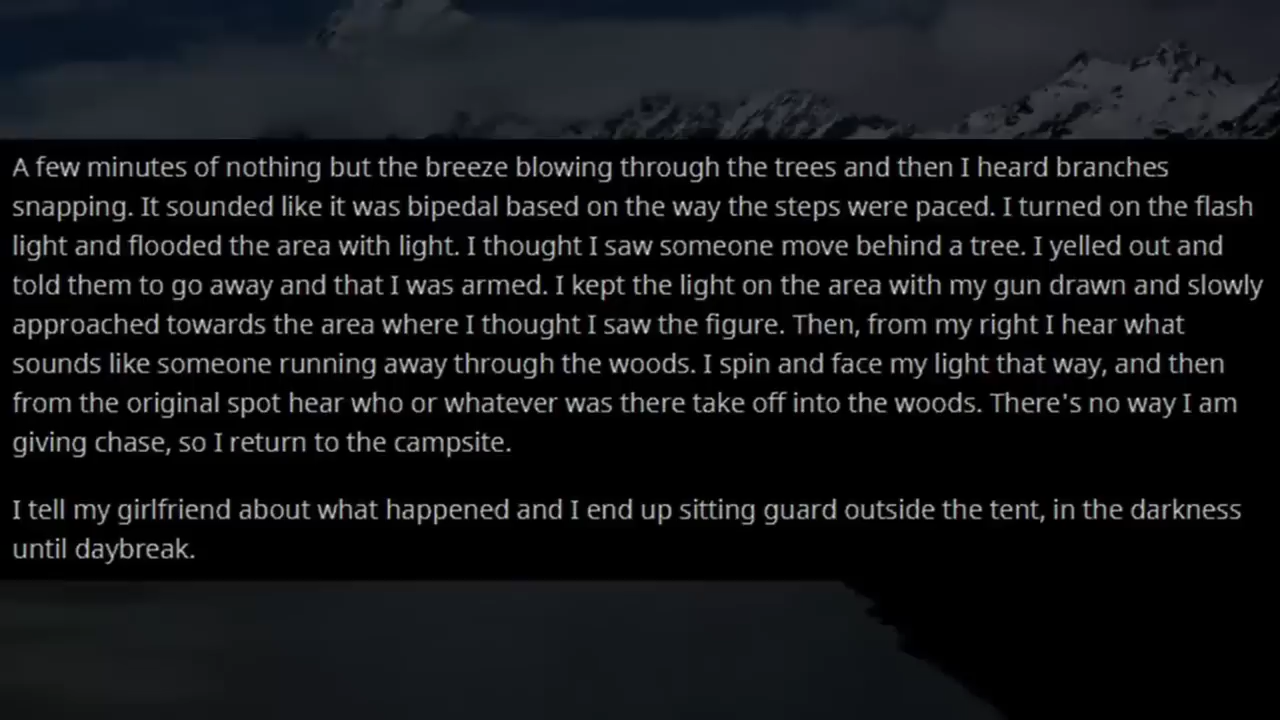 A few minutes of nothing but the breeze blowing through the trees and then I heard branches
snapping. It sounded like it was bipedal based on the way the steps were paced. I turned on the flash
light and flooded the area with light. I thought I saw someone move behind a tree. I yelled out and
told them to go away and that I was armed. I kept the light on the area with my gun drawn and slowly
approached towards the area where I thought I saw the figure. Then, from my right I hear what
sounds like someone running away through the woods. I spin and face my light that way, and then
from the original spot hear who or whatever was there take off into the woods. There's no way I am
giving chase, so I return to the campsite.
I tell my girlfriend about what happened and I end up sitting guard outside the tent, in the darkness
until daybreak.